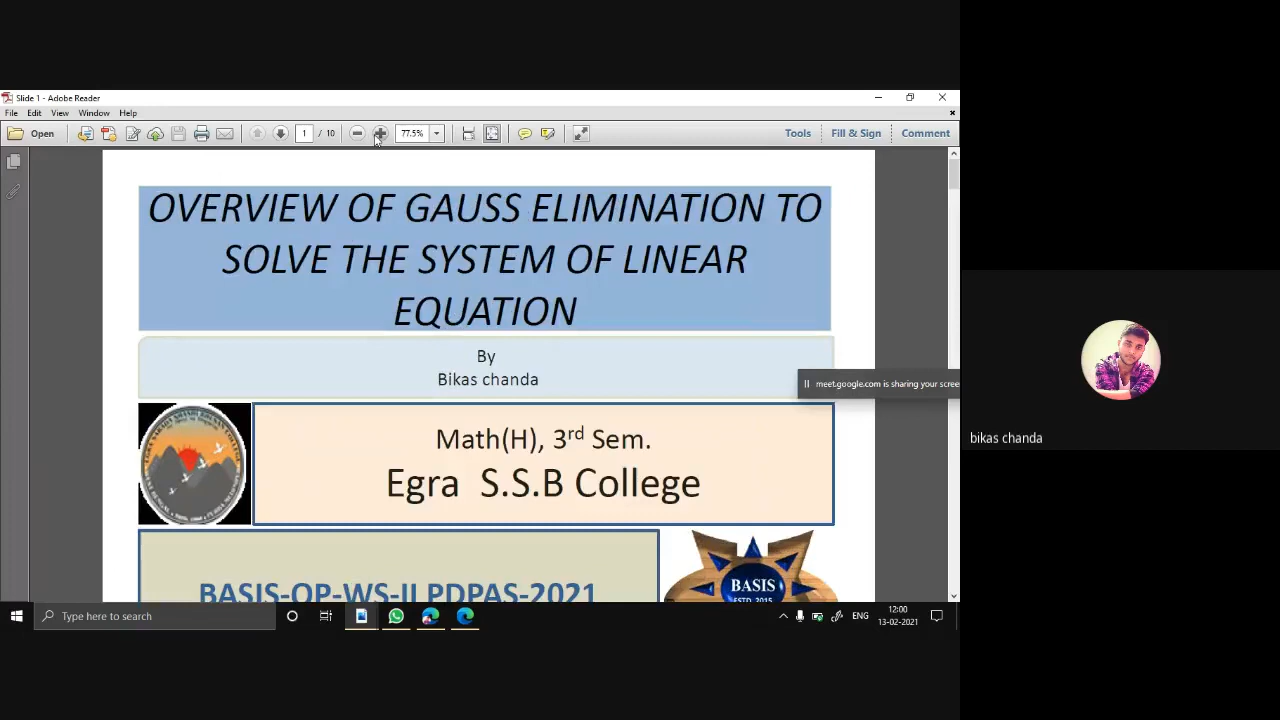 Slide 1 - Adobe Reader
File Edit View Window Help
Open 1 / 10 77.5% Tools Fill & Sign Comment
OVERVIEW OF GAUSS ELIMINATION TO
SOLVE THE SYSTEM OF LINEAR
EQUATION
By
Bikas chanda
meet.google.com is sharing your scree
Math(H), 3rd Sem.
Egra S.S.B College
BASIS-OP-WS-II PDPAS-2021
BASIS
ESTD 2015
bikas chanda
Type here to search
ENG
12:00
13-02-2021